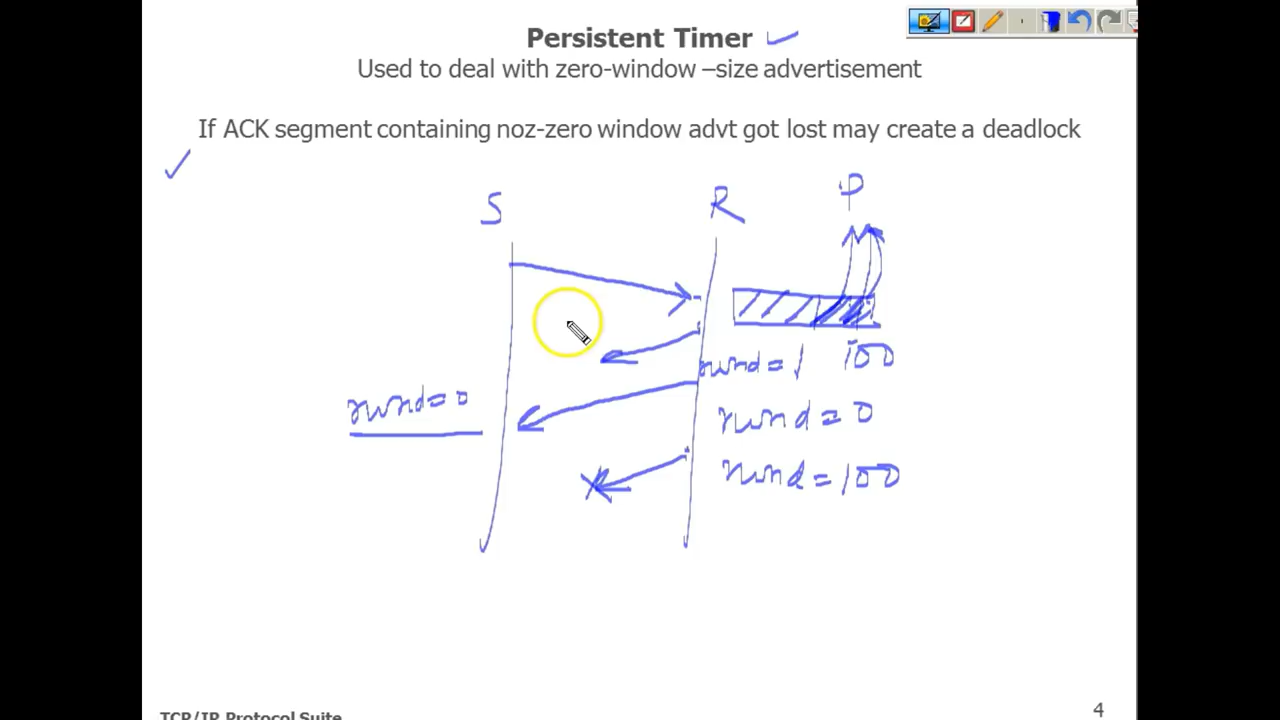 Persistent Timer
Used to deal with zero-window –size advertisement
If ACK segment containing noz-zero window advt got lost may create a deadlock
S R P
rwnd=1 100
rwnd=0 rwnd=0
rwnd=100
TCP/IP Protocol Suite 4